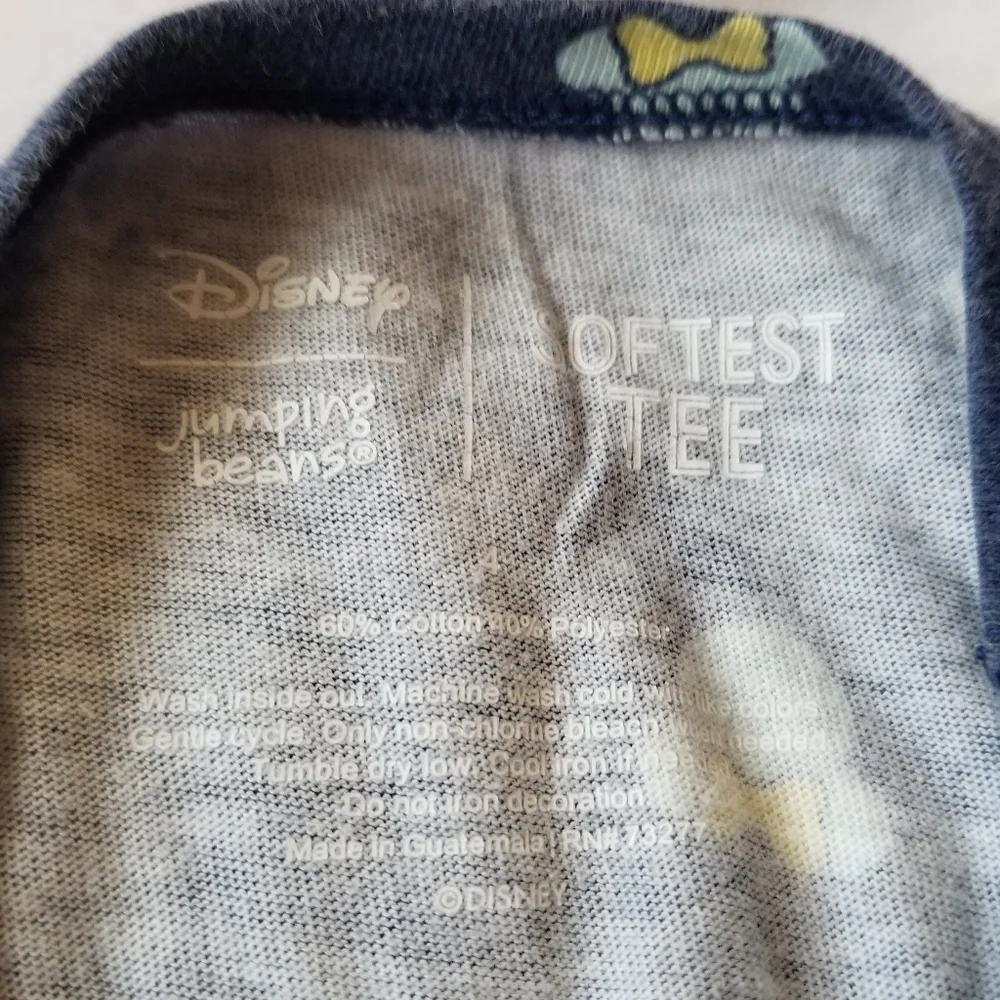 Disney
jumping
beans®
SOFTEST
TEE
4
60% Cotton 40% Polyester
Wash inside out. Machine wash cold with like colors.
Gentle cycle. Only non-chlorine bleach when needed.
Tumble dry low. Cool iron if needed.
Do not iron decoration.
Made in Guatemala RN# 73277
©DISNEY